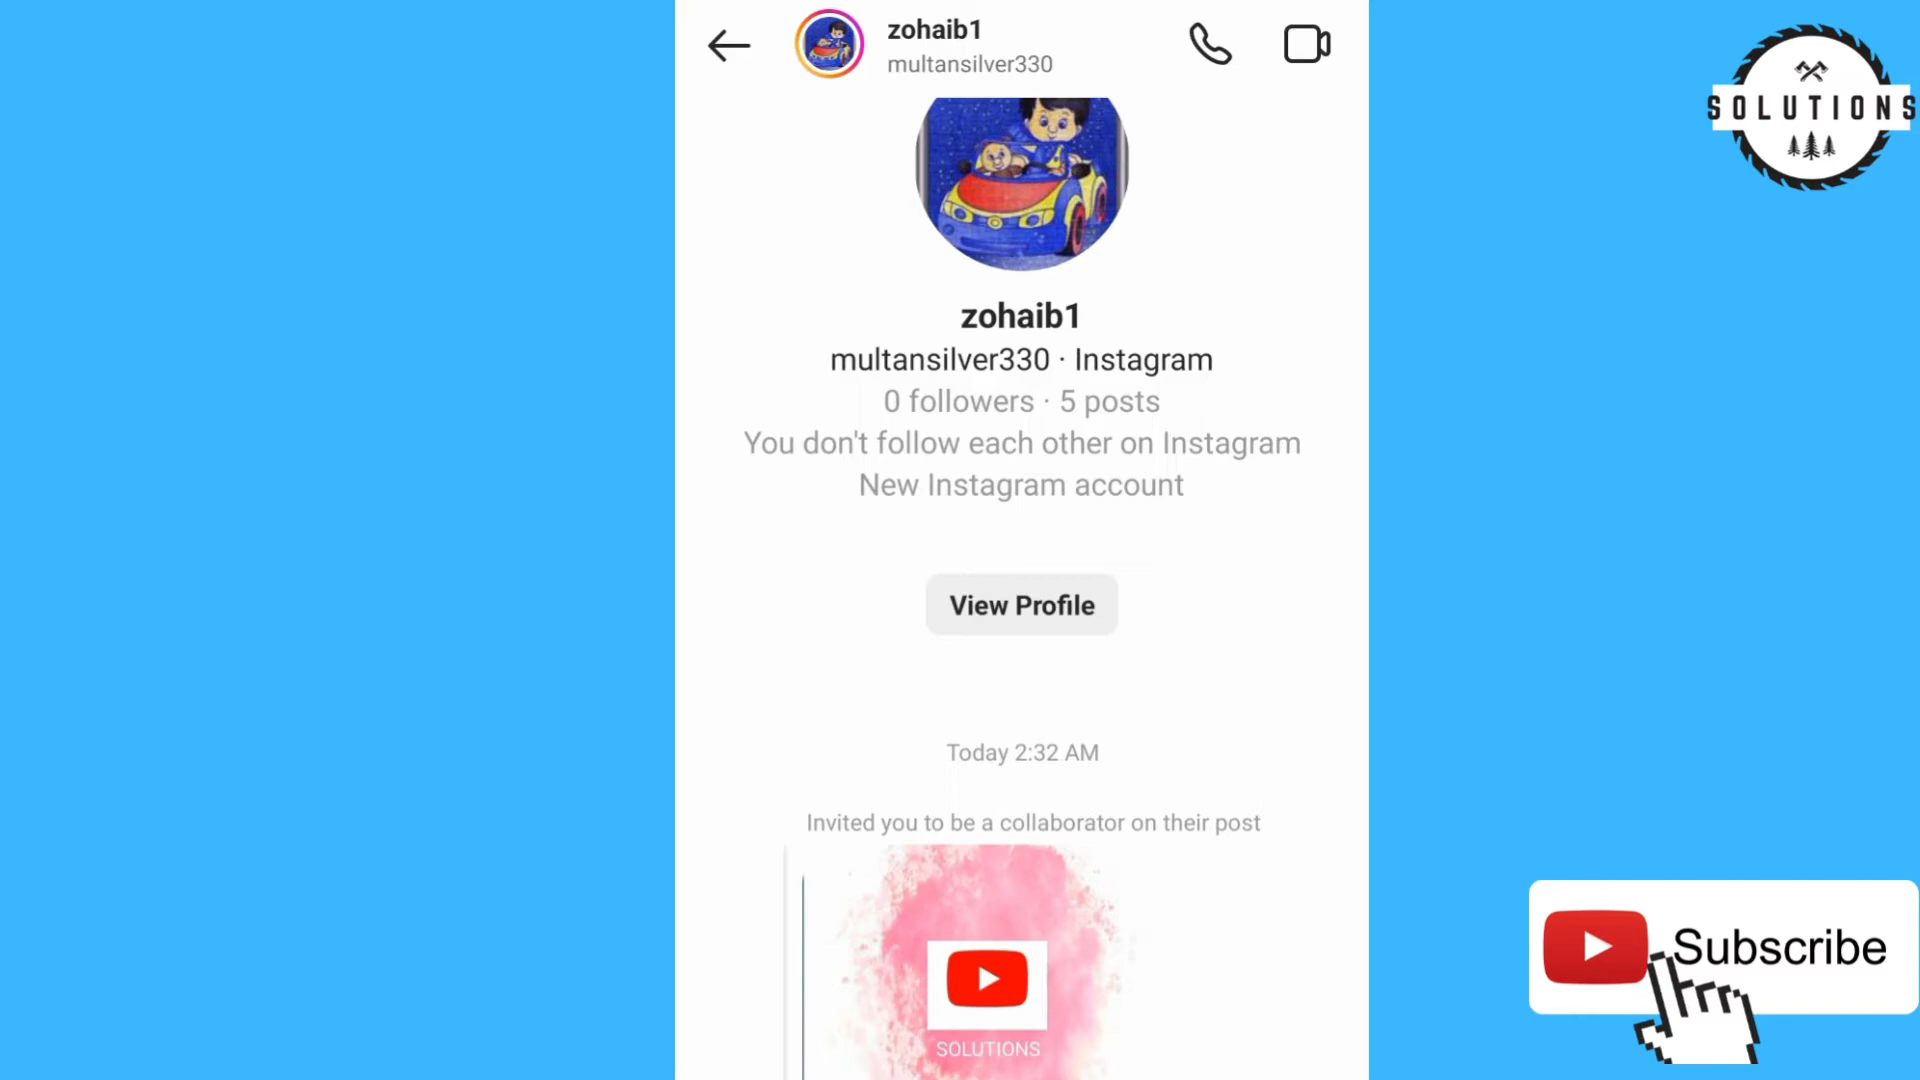 zohaib1
multansilver330
SOLUTIONS
zohaib1
multansilver330 · Instagram
0 followers · 5 posts
You don't follow each other on Instagram
New Instagram account
View Profile
Today 2:32 AM
Invited you to be a collaborator on their post
Subscribe
SOLUTIONS